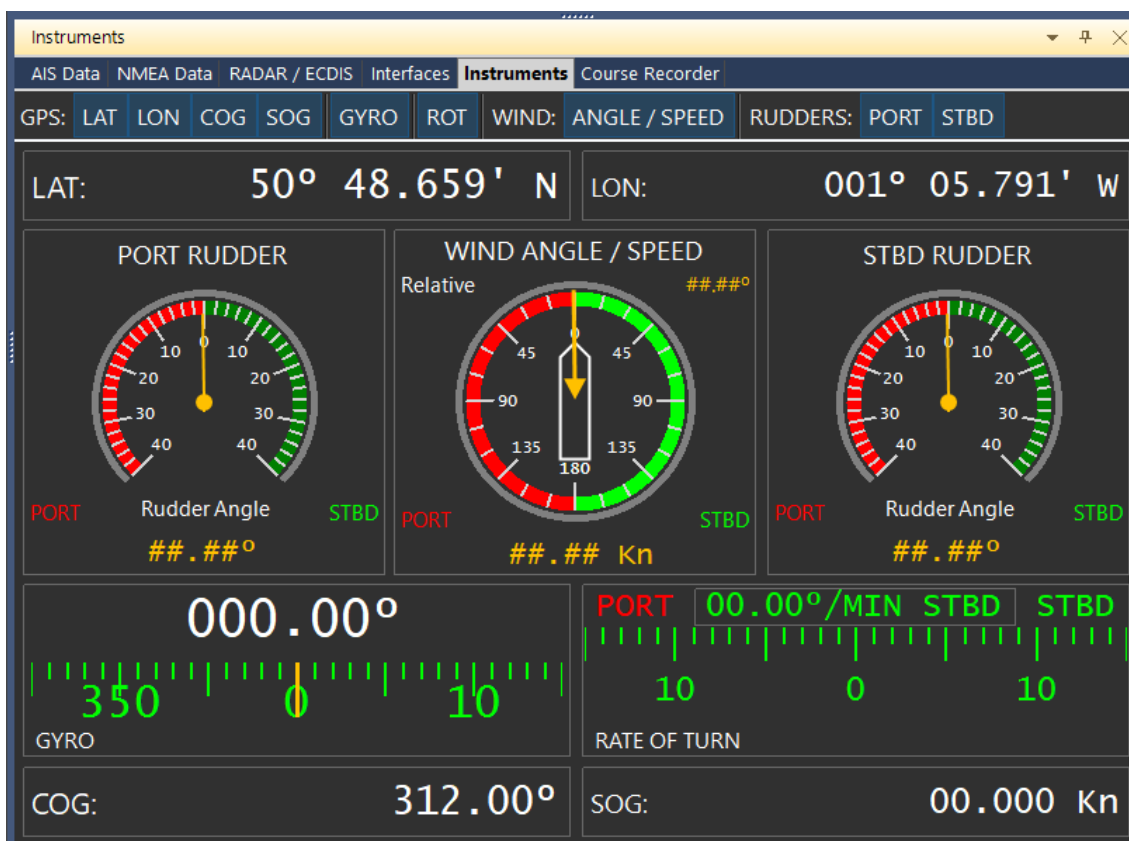 Instruments
AIS Data NMEA Data RADAR / ECDIS Interfaces Instruments Course Recorder
GPS: LAT LON COG SOG GYRO ROT WIND: ANGLE / SPEED RUDDERS: PORT STBD
LAT: 50º 48.659' N LON: 001º 05.791' W
PORT RUDDER
0
10 10
20 20
30 30
40 40
PORT Rudder Angle STBD
##.##º
WIND ANGLE / SPEED
Relative ##.##º
0
45 45
90 90
135 135
180
PORT STBD
##.## Kn
STBD RUDDER
0
10 10
20 20
30 30
40 40
PORT Rudder Angle STBD
##.##º
000.00º
350 0 10
GYRO
PORT 00.00º/MIN STBD STBD
10 0 10
RATE OF TURN
COG: 312.00º SOG: 00.000 Kn